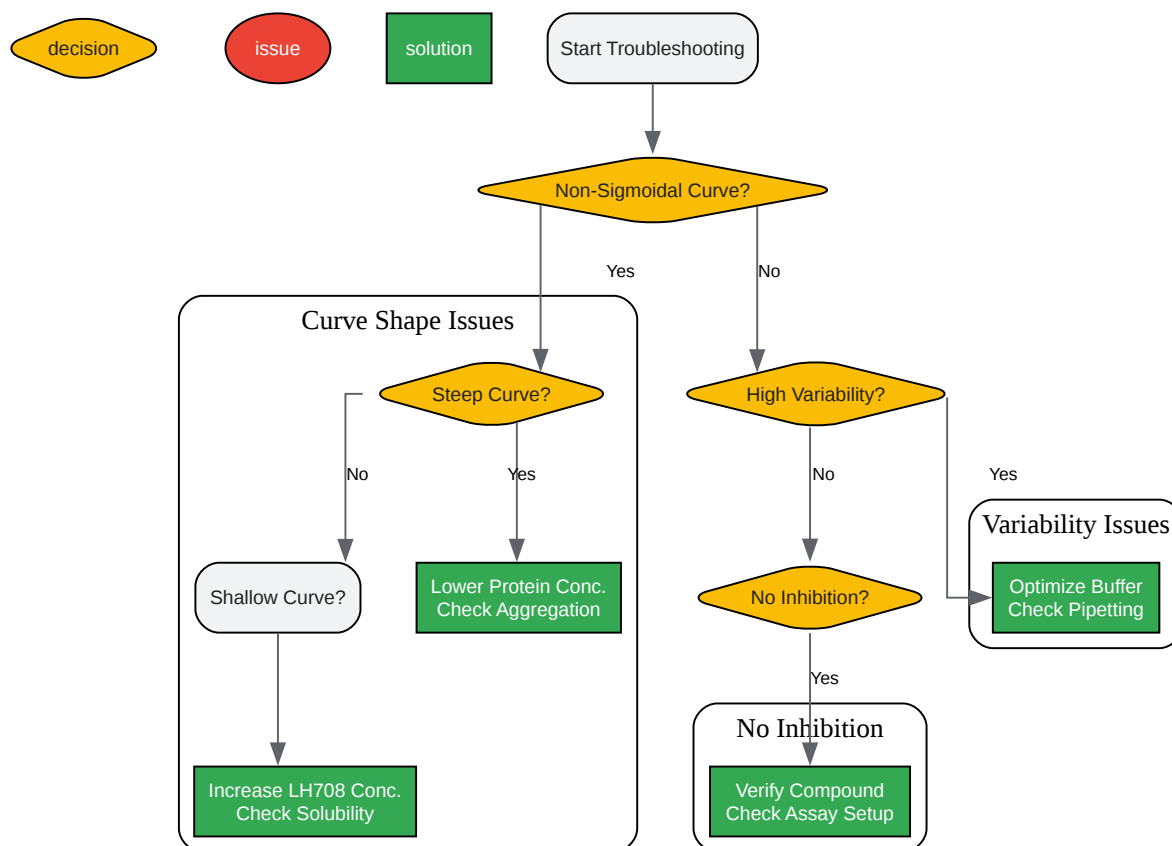 decision
issue
solution
Start Troubleshooting
Non-Sigmoidal Curve?
Yes
No
Curve Shape Issues
Steep Curve?
High Variability?
No
Yes
No
Yes
Variability Issues
Shallow Curve?
Lower Protein Conc.
Check Aggregation
No Inhibition?
Optimize Buffer
Check Pipetting
Yes
No Inhibition
Increase LH708 Conc.
Check Solubility
Verify Compound
Check Assay Setup